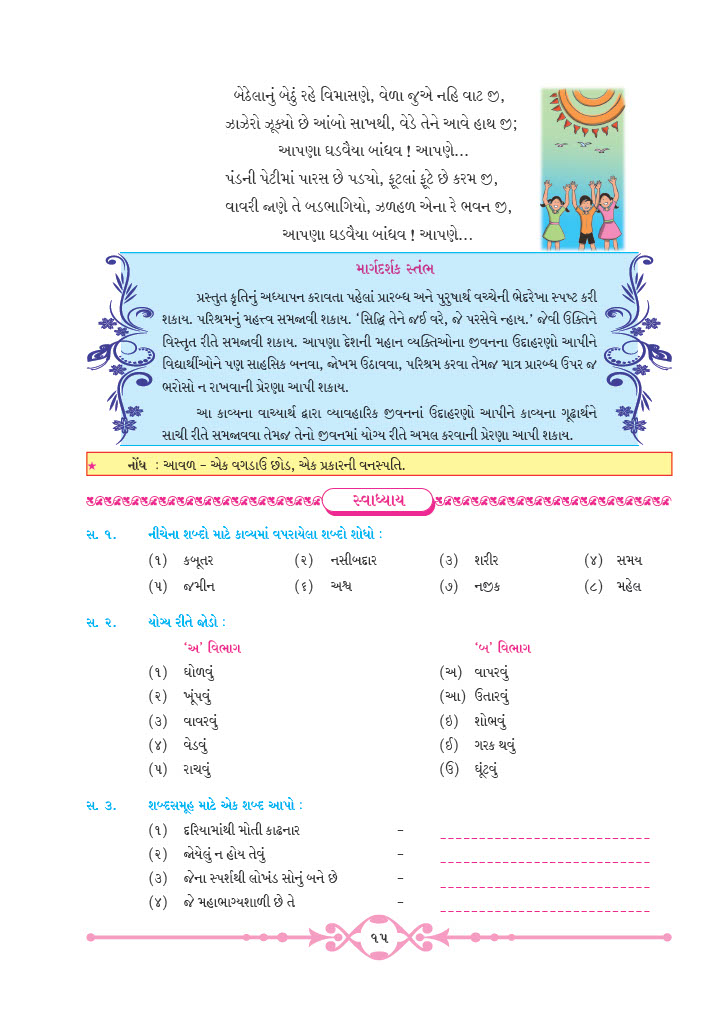 બેઠેલાનું બેઠું રહે વિમાસણે, વેળા જુએ નહિ વાટ જી,
ઝાઝેરો ઝૂક્યો છે આંબો સાખથી, વેડે તેને આવે હાથ જી;
આપણા ઘડવૈયા બાંધવ ! આપણે...
પંડની પેટીમાં પારસ છે પડ્યો, ફૂટલાં ફૂટે છે કરમ જી,
વાવરી જાણે તે બડભાગિયો, ઝળહળ એના રે ભવન જી,
આપણા ઘડવૈયા બાંધવ ! આપણે...
માર્ગદર્શક સ્તંભ
પ્રસ્તુત કૃતિનું અધ્યાપન કરાવતા પહેલાં પ્રારબ્ધ અને પુરુષાર્થ વચ્ચેની ભેદરેખા સ્પષ્ટ કરી
શકાય. પરિશ્રમનું મહત્ત્વ સમજાવી શકાય. ‘સિદ્ધિ તેને જઈ વરે, જે પરસેવે ન્હાય.’ જેવી ઉક્તિને
વિસ્તૃત રીતે સમજાવી શકાય. આપણા દેશની મહાન વ્યક્તિઓના જીવનના ઉદાહરણો આપીને
વિદ્યાર્થીઓને પણ સાહસિક બનવા, જોખમ ઉઠાવવા, પરિશ્રમ કરવા તેમજ માત્ર પ્રારબ્ધ ઉપર જ
ભરોસો ન રાખવાની પ્રેરણા આપી શકાય.
આ કાવ્યના વાચ્યાર્થ દ્વારા વ્યાવહારિક જીવનનાં ઉદાહરણો આપીને કાવ્યના ગૂઢાર્થને
સાચી રીતે સમજાવવા તેમજ તેનો જીવનમાં યોગ્ય રીતે અમલ કરવાની પ્રેરણા આપી શકાય.
★ નોંધ : આવળ – એક વગડાઉ છોડ, એક પ્રકારની વનસ્પતિ.
સ્વાધ્યાય
સ. ૧. નીચેના શબ્દો માટે કાવ્યમાં વપરાયેલા શબ્દો શોધો :
(૧) કબૂતર (૨) નસીબદાર (૩) શરીર (૪) સમય
(૫) જમીન (૬) અશ્વ (૭) નજીક (૮) મહેલ
સ. ૨. યોગ્ય રીતે જોડો :
‘અ’ વિભાગ ‘બ’ વિભાગ
(૧) ઘોળવું (અ) વાપરવું
(૨) ખૂંપવું (આ) ઉતારવું
(૩) વાવરવું (ઇ) શોભવું
(૪) વેડવું (ઈ) ગરક થવું
(૫) રાચવું (ઉ) ઘૂંટવું
સ. ૩. શબ્દસમૂહ માટે એક શબ્દ આપો :
(૧) દરિયામાંથી મોતી કાઢનાર –
(૨) જોયેલું ન હોય તેવું –
(૩) જેના સ્પર્શથી લોખંડ સોનું બને છે –
(૪) જે મહાભાગ્યશાળી છે તે –
૧૫